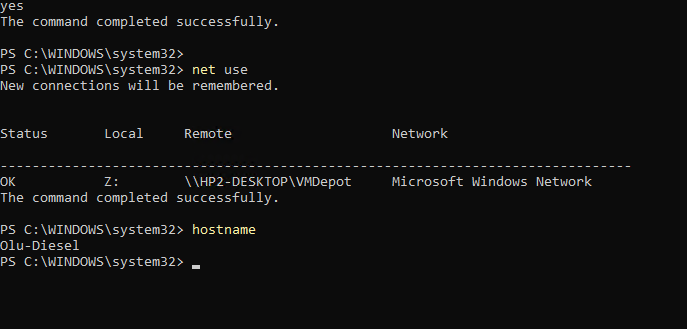 yes
The command completed successfully.
PS C:\WINDOWS\system32>
PS C:\WINDOWS\system32> net use
New connections will be remembered.
Status       Local     Remote                    Network
-------------------------------------------------------------------------------
OK           Z:        \\HP2-DESKTOP\VMDepot     Microsoft Windows Network
The command completed successfully.
PS C:\WINDOWS\system32> hostname
Olu-Diesel
PS C:\WINDOWS\system32>